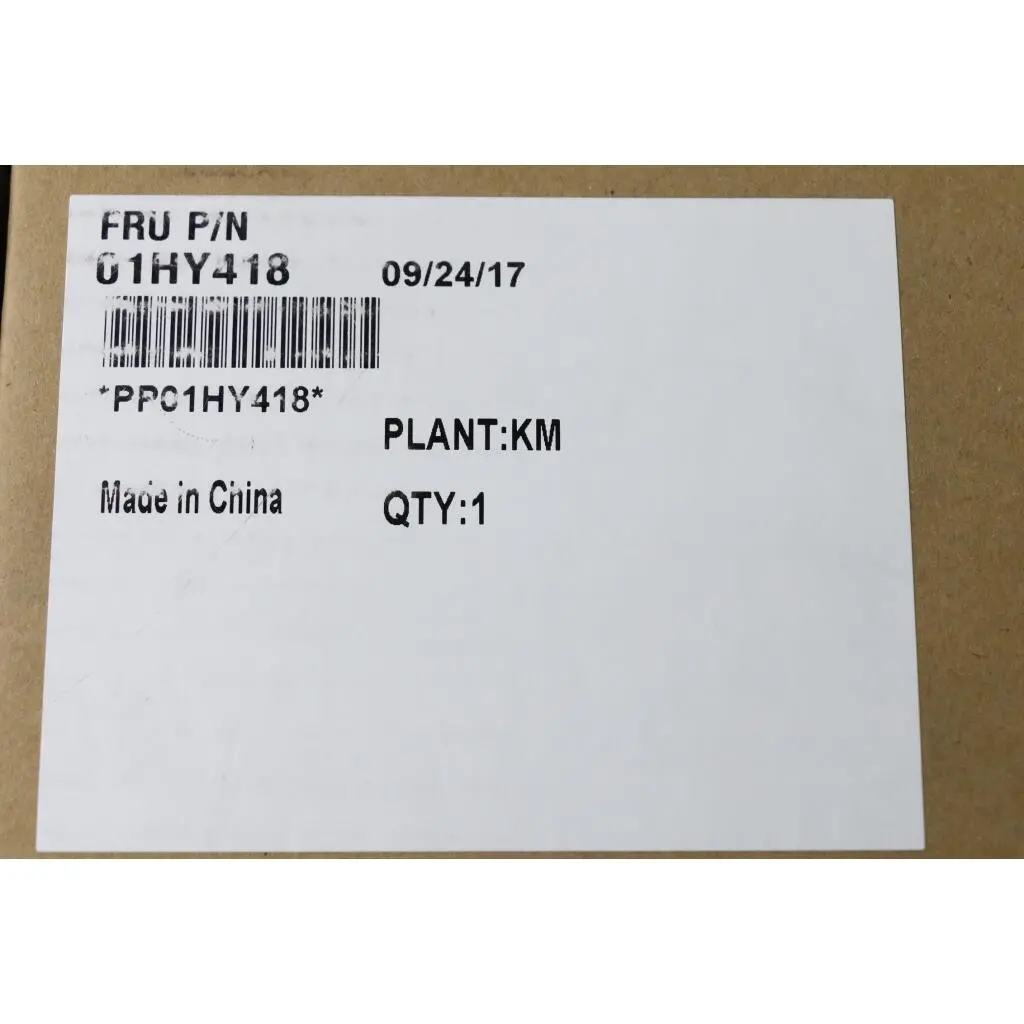 FRU P/N
01HY418 09/24/17
*PP01HY418*
PLANT:KM
Made in China QTY:1